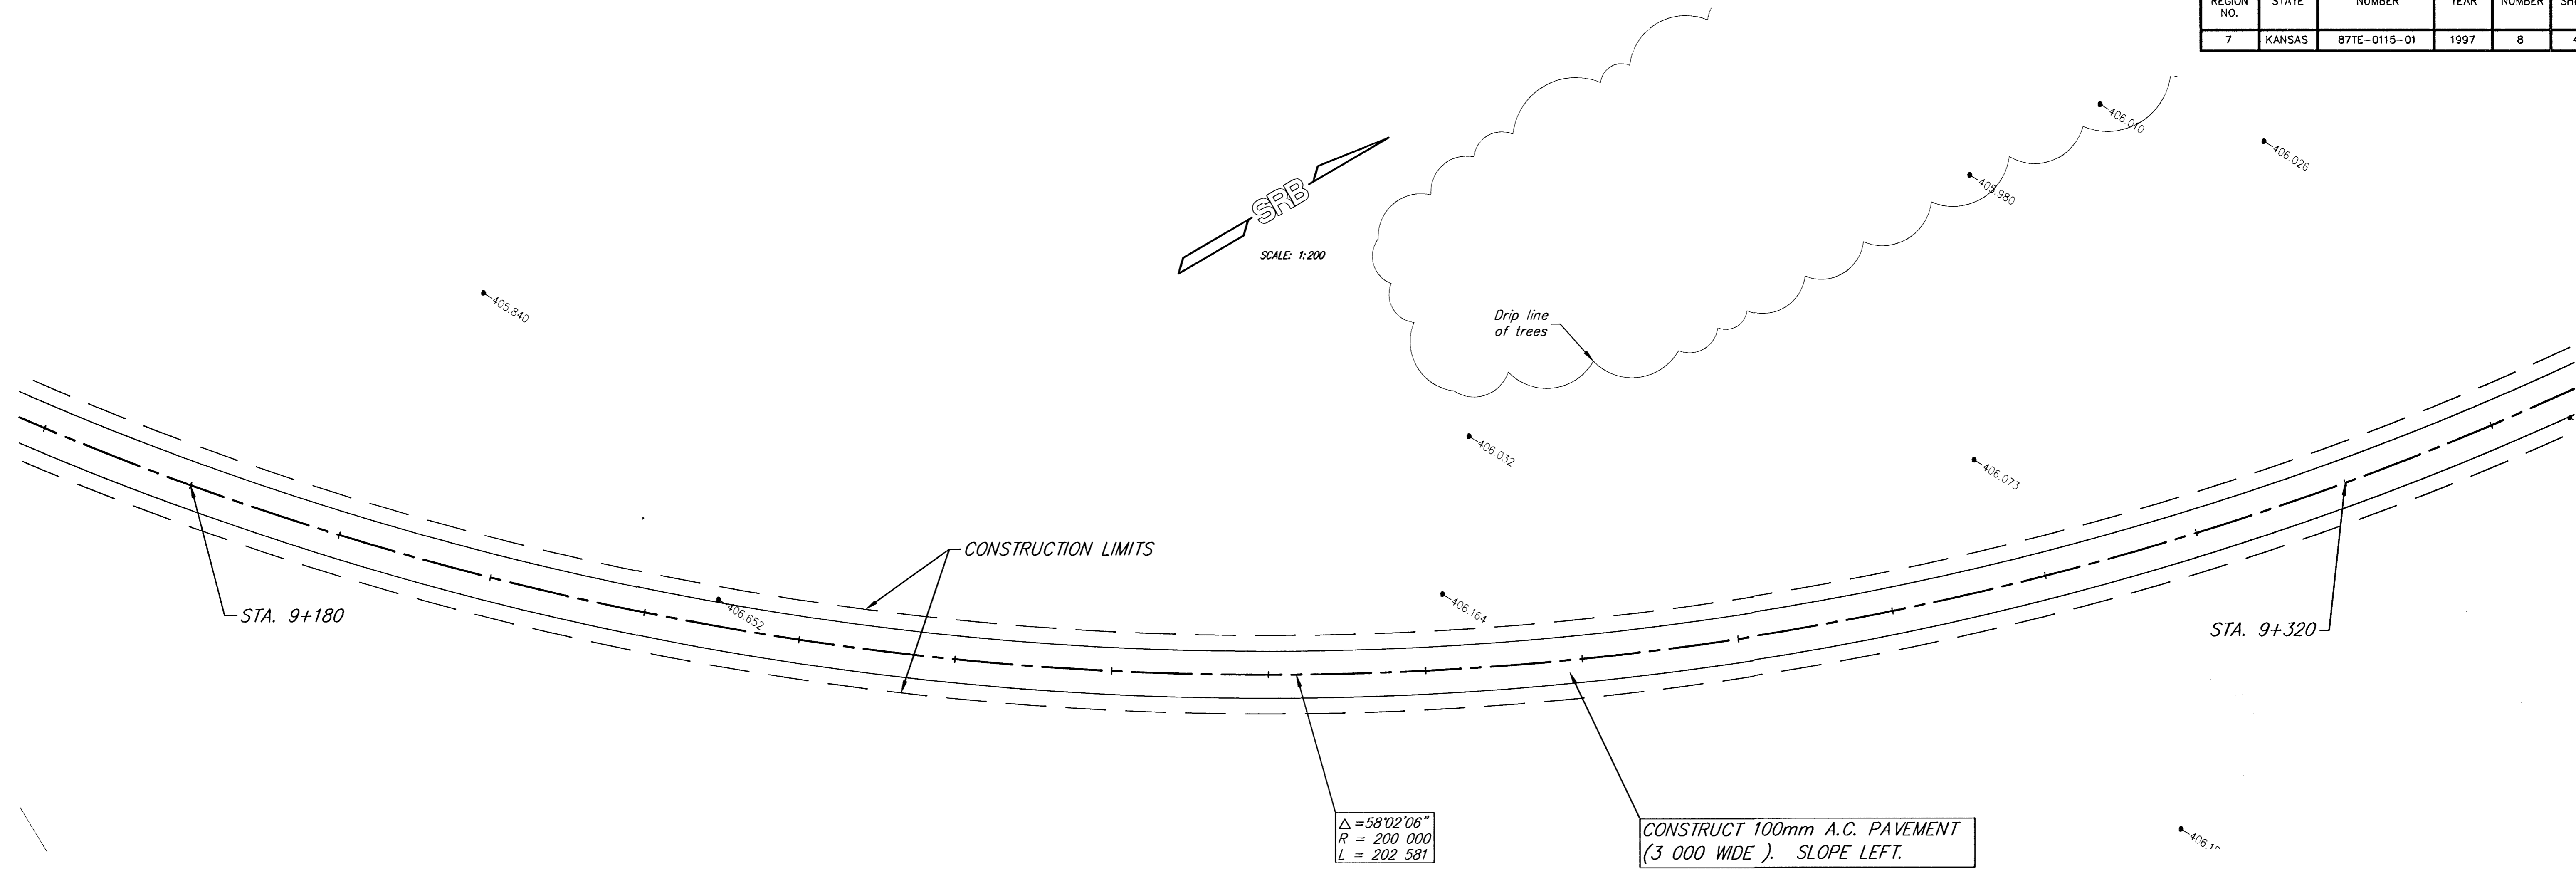 REGION STATE NUMBER YEAR NUMBER
NO.
7 KANSAS 87TE-0115-01 1997 8
406.010
406.026
405.980
SRB
SCALE: 1:200
405.840
Drip line
of trees
406.032
406.073
CONSTRUCTION LIMITS
STA. 9+180
406.652
406.164
STA. 9+320
Δ=58°02'06"
R = 200 000
L = 202 581
CONSTRUCT 100mm A.C. PAVEMENT
(3 000 WIDE ). SLOPE LEFT.